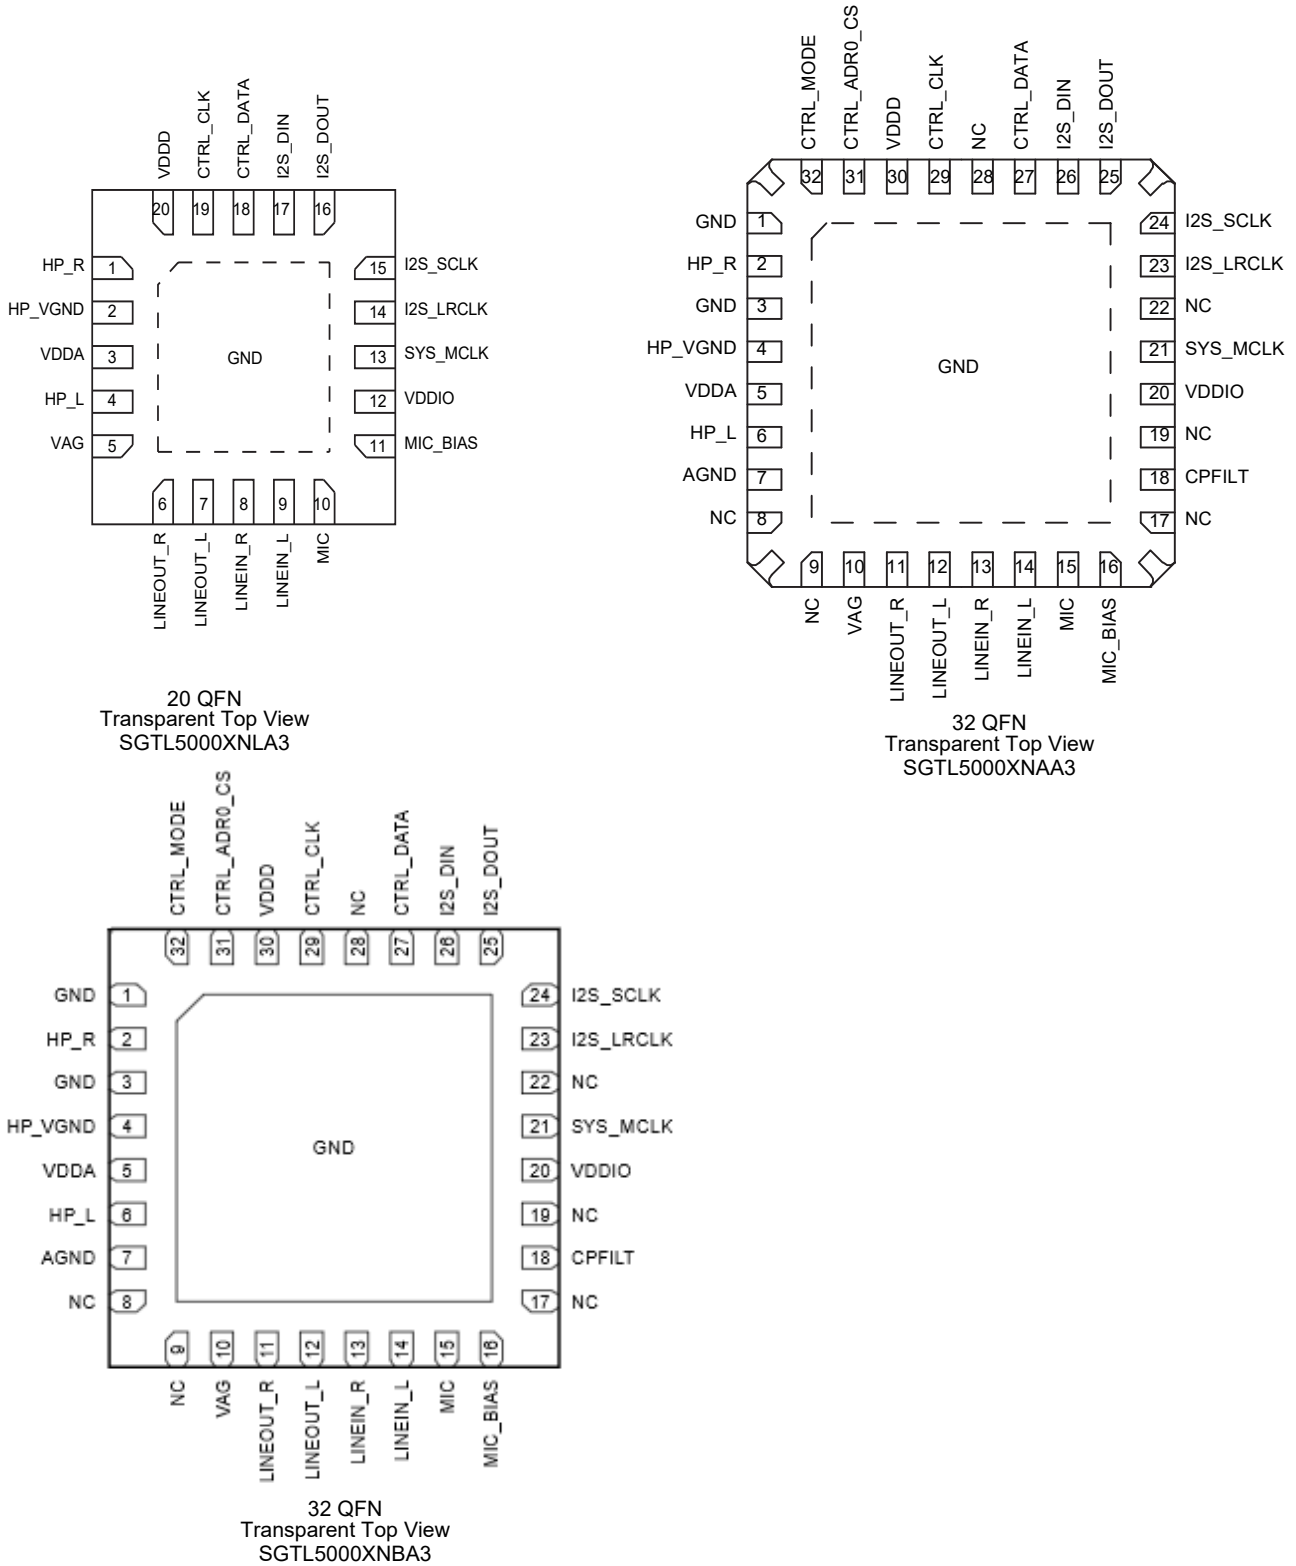 VDDD
CTRL_CLK
CTRL_DATA
I2S_DIN
I2S_DOUT
20
19
18
17
16
HP_R 1
HP_VGND 2
VDDA 3
HP_L 4
VAG 5
GND
15 I2S_SCLK
14 I2S_LRCLK
13 SYS_MCLK
12 VDDIO
11 MIC_BIAS
6
7
8
9
10
LINEOUT_R
LINEOUT_L
LINEIN_R
LINEIN_L
MIC
20 QFN
Transparent Top View
SGTL5000XNLA3
CTRL_MODE
CTRL_ADR0_CS
VDDD
CTRL_CLK
NC
CTRL_DATA
I2S_DIN
I2S_DOUT
32
31
30
29
28
27
26
25
GND 1
HP_R 2
GND 3
HP_VGND 4
VDDA 5
HP_L 6
AGND 7
NC 8
GND
24 I2S_SCLK
23 I2S_LRCLK
22 NC
21 SYS_MCLK
20 VDDIO
19 NC
18 CPFILT
17 NC
9
10
11
12
13
14
15
16
NC
VAG
LINEOUT_R
LINEOUT_L
LINEIN_R
LINEIN_L
MIC
MIC_BIAS
32 QFN
Transparent Top View
SGTL5000XNAA3
CTRL_MODE
CTRL_ADR0_CS
VDDD
CTRL_CLK
NC
CTRL_DATA
I2S_DIN
I2S_DOUT
32
31
30
29
28
27
26
25
GND 1
HP_R 2
GND 3
HP_VGND 4
VDDA 5
HP_L 6
AGND 7
NC 8
GND
24 I2S_SCLK
23 I2S_LRCLK
22 NC
21 SYS_MCLK
20 VDDIO
19 NC
18 CPFILT
17 NC
9
10
11
12
13
14
15
16
NC
VAG
LINEOUT_R
LINEOUT_L
LINEIN_R
LINEIN_L
MIC
MIC_BIAS
32 QFN
Transparent Top View
SGTL5000XNBA3